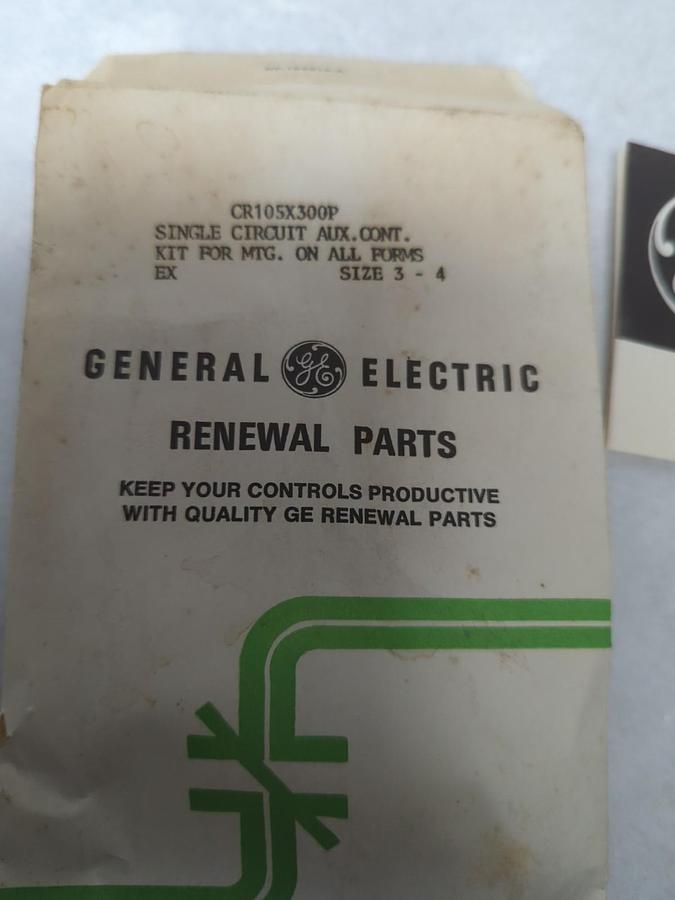 CR105X300P
SINGLE CIRCUIT AUX.CONT.
KIT FOR MTG. ON ALL FORMS
EX SIZE 3 - 4
GENERAL GE ELECTRIC
RENEWAL PARTS
KEEP YOUR CONTROLS PRODUCTIVE
WITH QUALITY GE RENEWAL PARTS